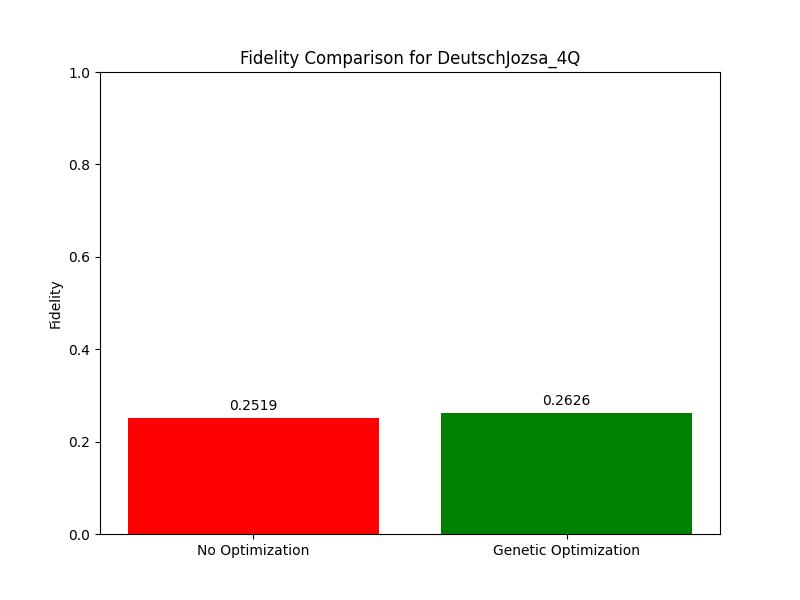 Fidelity Comparison for DeutschJozsa_4Q
1.0
0.8
0.6
0.4
0.2
0.0
Fidelity
0.2519
0.2626
No Optimization
Genetic Optimization